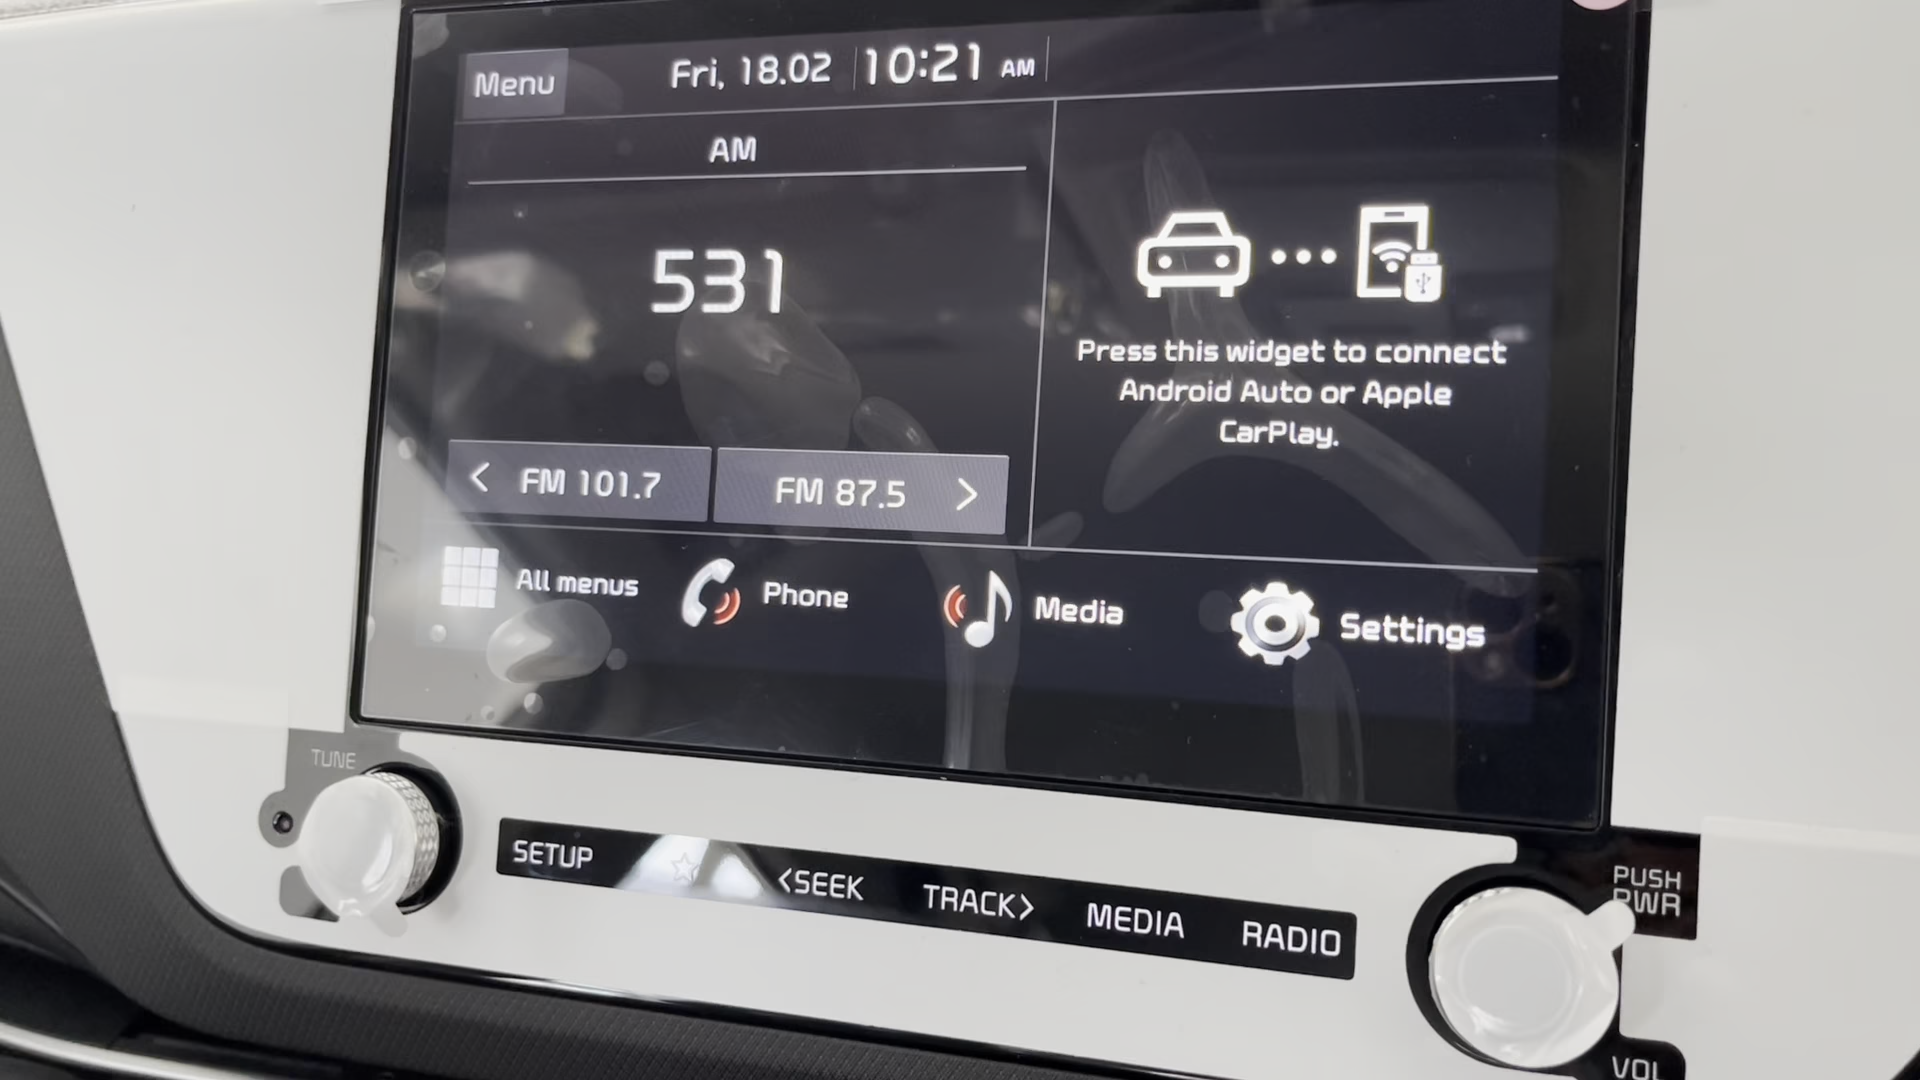 Menu
Fri, 18.02
10:21 AM
AM
531
< FM 101.7
FM 87.5 >
Press this widget to connect
Android Auto or Apple
CarPlay.
All menus
Phone
Media
Settings
TUNE
SETUP
<SEEK
TRACK>
MEDIA
RADIO
PUSH
PWR
VOL